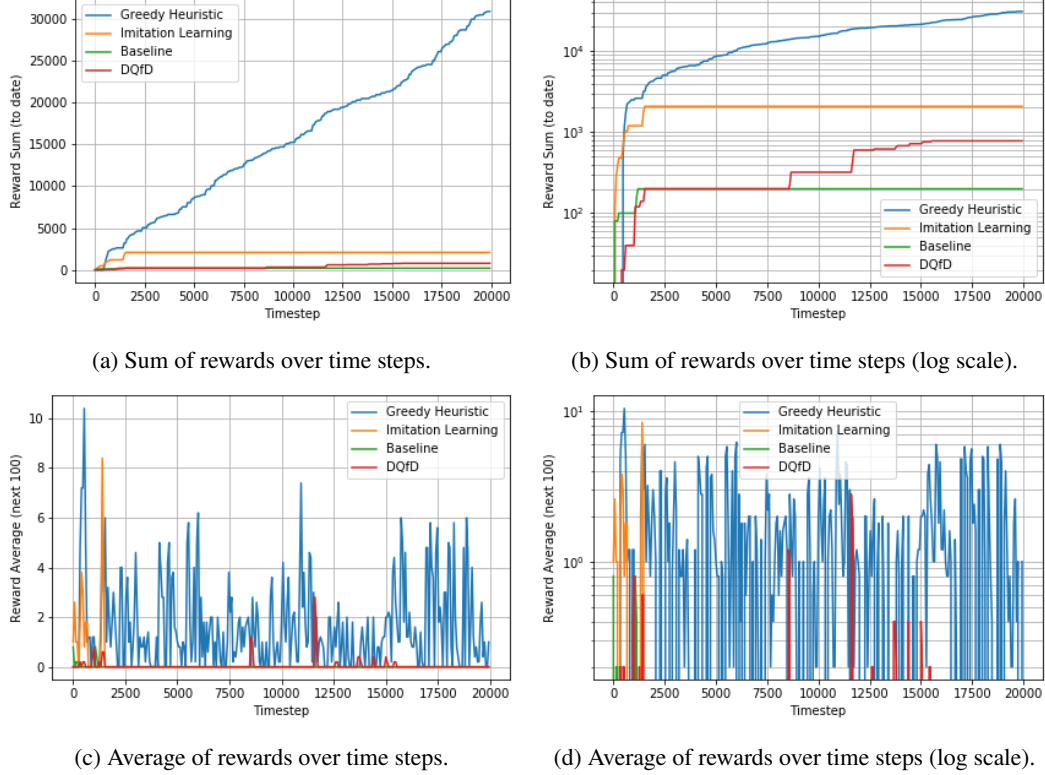 Greedy Heuristic
Imitation Learning
Baseline
DQfD
Reward Sum (to date)
30000
25000
20000
15000
10000
5000
0
0 2500 5000 7500 10000 12500 15000 17500 20000
Timestep
(a) Sum of rewards over time steps.
Reward Sum (to date)
10^4
10^3
10^2
Greedy Heuristic
Imitation Learning
Baseline
DQfD
0 2500 5000 7500 10000 12500 15000 17500 20000
Timestep
(b) Sum of rewards over time steps (log scale).
Reward Average (next 100)
10
8
6
4
2
0
Greedy Heuristic
Imitation Learning
Baseline
DQfD
0 2500 5000 7500 10000 12500 15000 17500 20000
Timestep
(c) Average of rewards over time steps.
Reward Average (next 100)
10^1
10^0
Greedy Heuristic
Imitation Learning
Baseline
DQfD
0 2500 5000 7500 10000 12500 15000 17500 20000
Timestep
(d) Average of rewards over time steps (log scale).